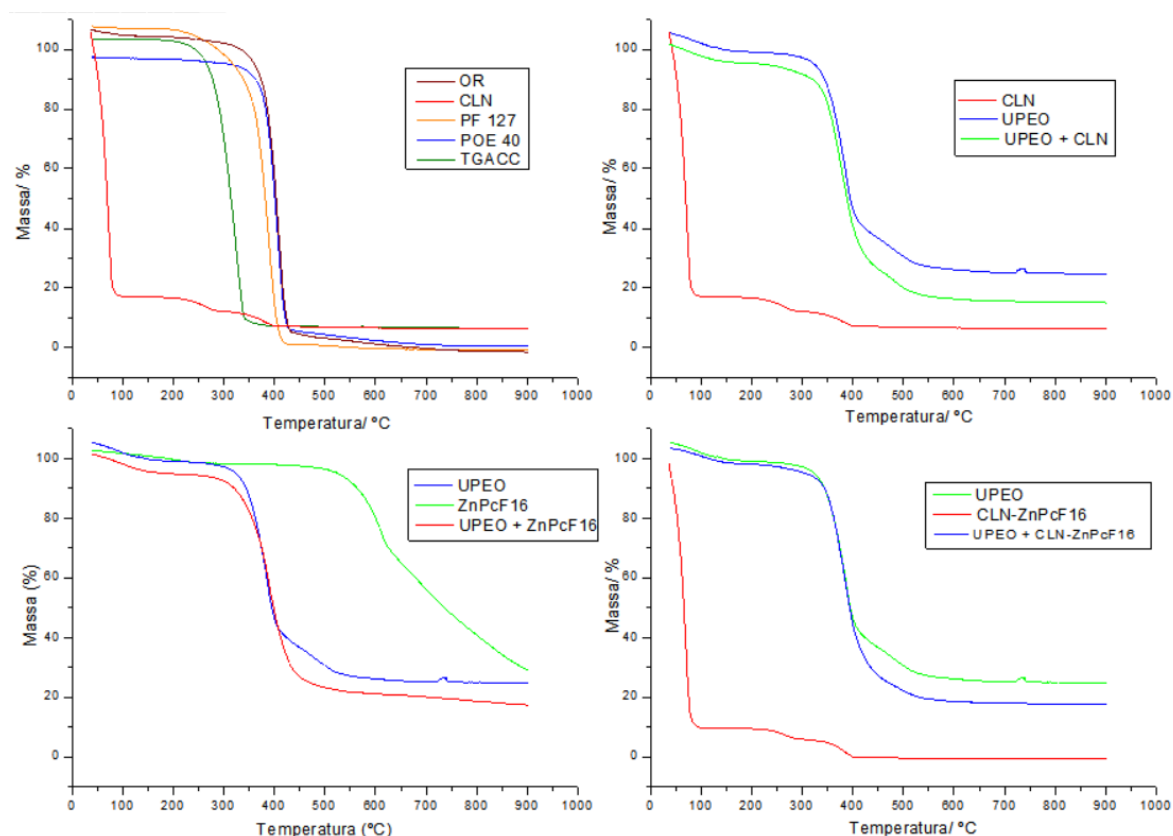 Massa/ %
100
80
60
40
20
0
OR
CLN
PF 127
POE 40
TGACC
0 100 200 300 400 500 600 700 800 900 1000
Temperatura/ ºC
Massa/ %
100
80
60
40
20
0
CLN
UPEO
UPEO + CLN
0 100 200 300 400 500 600 700 800 900 1000
Temperatura/ ºC
Massa (%)
100
80
60
40
20
0
UPEO
ZnPcF16
UPEO + ZnPcF16
0 100 200 300 400 500 600 700 800 900 1000
Temperatura (ºC)
Massa/ %
100
80
60
40
20
0
UPEO
CLN-ZnPcF16
UPEO + CLN-ZnPcF16
0 100 200 300 400 500 600 700 800 900 1000
Temperatura/ ºC